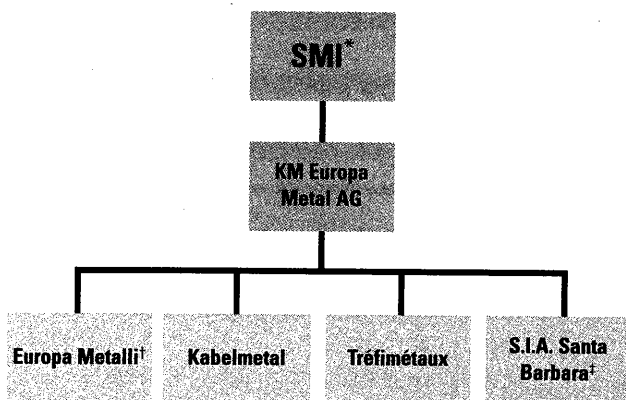 SMI*
KM Europa
Metal AG
Europa Metalli†
Kabelmetal
Tréfimétaux
S.I.A. Santa
Barbara‡